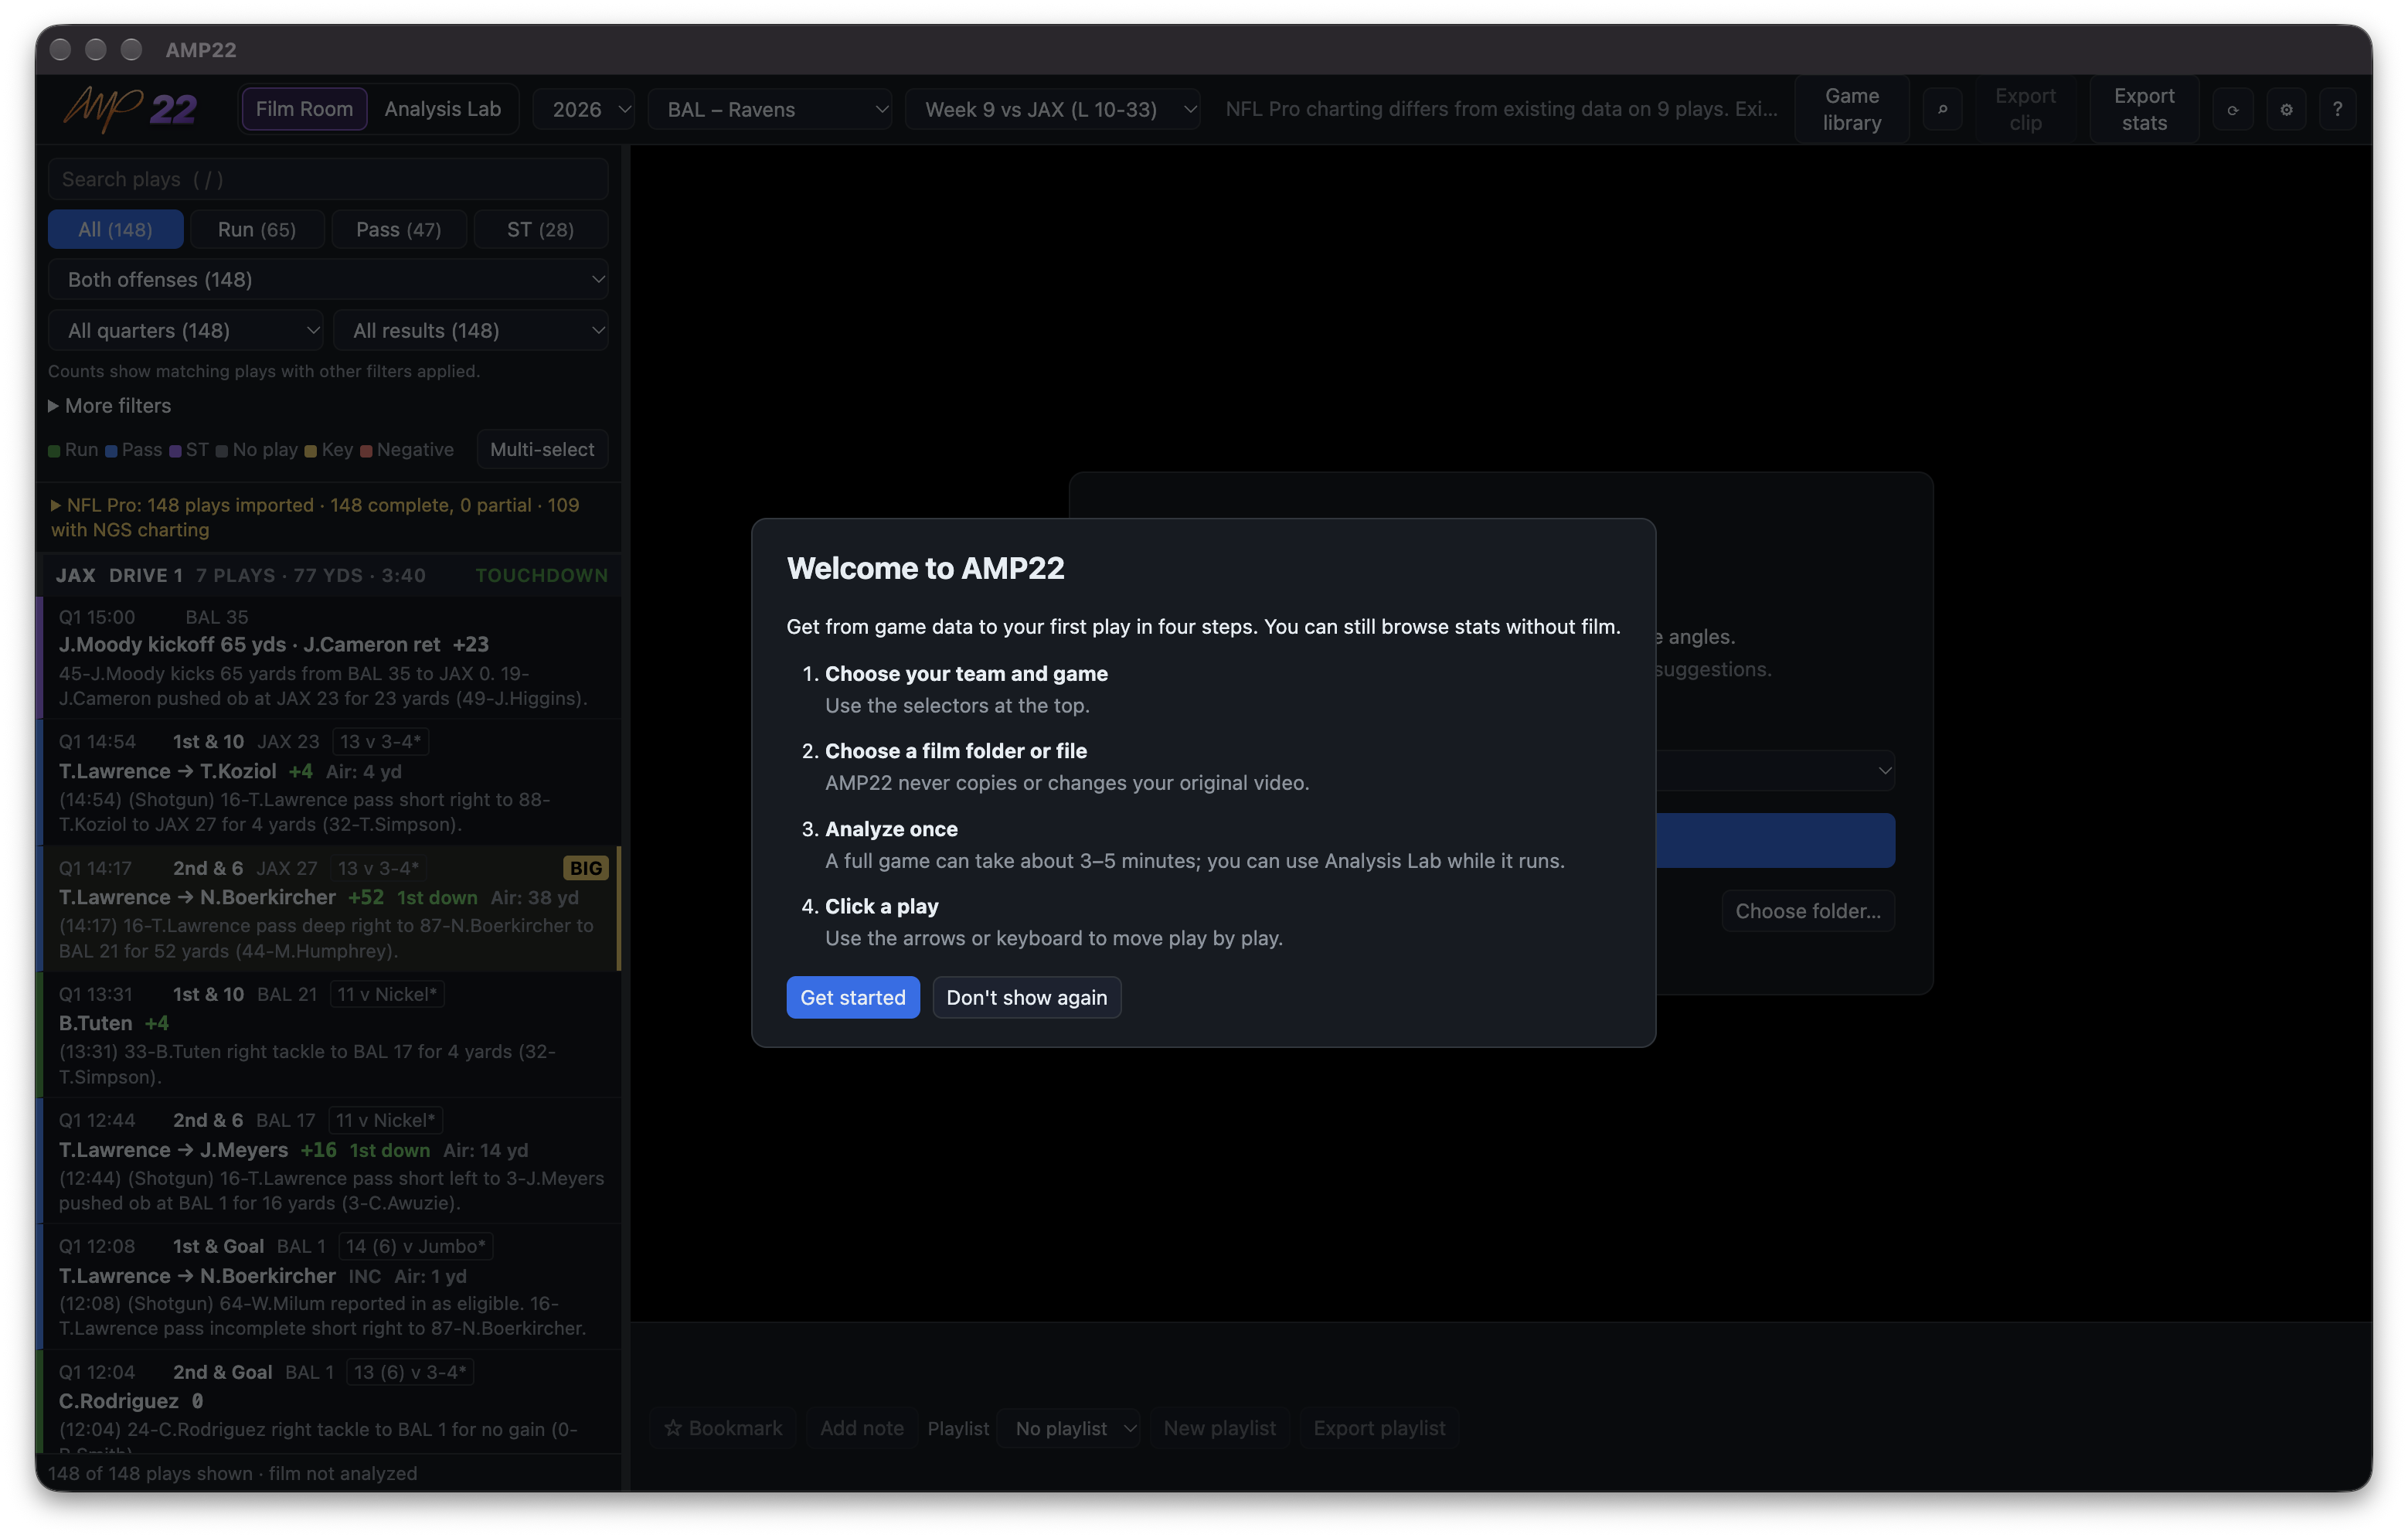 AMP22
AMP 22
Film Room
Analysis Lab
2026
BAL – Ravens
Week 9 vs JAX (L 10-33)
NFL Pro charting differs from existing data on 9 plays. Exi...
Game library
Export clip
Export stats
?
Search plays ( / )
All (148)
Run (65)
Pass (47)
ST (28)
Both offenses (148)
All quarters (148)
All results (148)
Counts show matching plays with other filters applied.
More filters
Run
Pass
ST
No play
Key
Negative
Multi-select
NFL Pro: 148 plays imported · 148 complete, 0 partial · 109
with NGS charting
JAX DRIVE 1 7 PLAYS · 77 YDS · 3:40 TOUCHDOWN
Q1 15:00 BAL 35
J.Moody kickoff 65 yds · J.Cameron ret +23
45-J.Moody kicks 65 yards from BAL 35 to JAX 0. 19-
J.Cameron pushed ob at JAX 23 for 23 yards (49-J.Higgins).
Q1 14:54 1st & 10 JAX 23 13 v 3-4*
T.Lawrence → T.Koziol +4 Air: 4 yd
(14:54) (Shotgun) 16-T.Lawrence pass short right to 88-
T.Koziol to JAX 27 for 4 yards (32-T.Simpson).
Q1 14:17 2nd & 6 JAX 27 13 v 3-4* BIG
T.Lawrence → N.Boerkircher +52 1st down Air: 38 yd
(14:17) 16-T.Lawrence pass deep right to 87-N.Boerkircher to
BAL 21 for 52 yards (44-M.Humphrey).
Q1 13:31 1st & 10 BAL 21 11 v Nickel*
B.Tuten +4
(13:31) 33-B.Tuten right tackle to BAL 17 for 4 yards (32-
T.Simpson).
Q1 12:44 2nd & 6 BAL 17 11 v Nickel*
T.Lawrence → J.Meyers +16 1st down Air: 14 yd
(12:44) (Shotgun) 16-T.Lawrence pass short left to 3-J.Meyers
pushed ob at BAL 1 for 16 yards (3-C.Awuzie).
Q1 12:08 1st & Goal BAL 1 14 (6) v Jumbo*
T.Lawrence → N.Boerkircher INC Air: 1 yd
(12:08) (Shotgun) 64-W.Milum reported in as eligible. 16-
T.Lawrence pass incomplete short right to 87-N.Boerkircher.
Q1 12:04 2nd & Goal BAL 1 13 (6) v 3-4*
C.Rodriguez 0
(12:04) 24-C.Rodriguez right tackle to BAL 1 for no gain (0-
148 of 148 plays shown · film not analyzed
Welcome to AMP22
Get from game data to your first play in four steps. You can still browse stats without film.
1. Choose your team and game
Use the selectors at the top.
2. Choose a film folder or file
AMP22 never copies or changes your original video.
3. Analyze once
A full game can take about 3–5 minutes; you can use Analysis Lab while it runs.
4. Click a play
Use the arrows or keyboard to move play by play.
Get started
Don't show again
angles.
suggestions.
Choose folder...
☆ Bookmark
Add note
Playlist
No playlist
New playlist
Export playlist